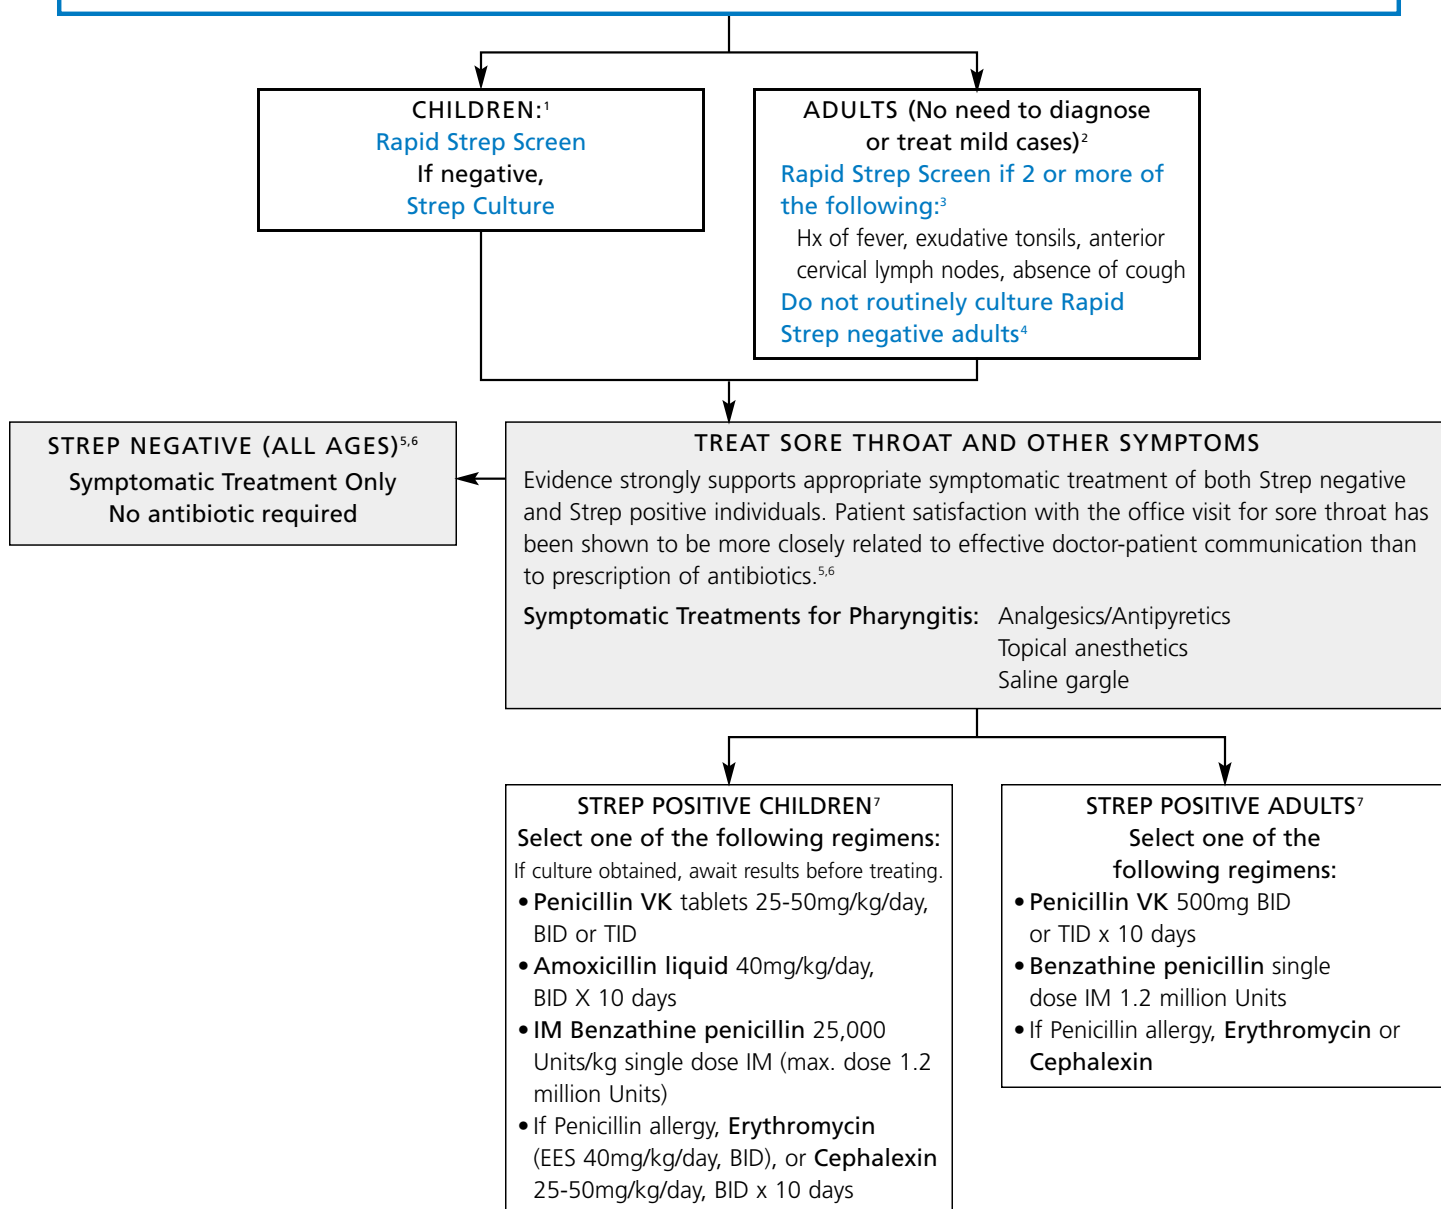 CHILDREN:¹
Rapid Strep Screen
If negative,
Strep Culture
ADULTS (No need to diagnose
or treat mild cases)²
Rapid Strep Screen if 2 or more of
the following:³
Hx of fever, exudative tonsils, anterior
cervical lymph nodes, absence of cough
Do not routinely culture Rapid
Strep negative adults⁴
STREP NEGATIVE (ALL AGES)⁵,⁶
Symptomatic Treatment Only
No antibiotic required
TREAT SORE THROAT AND OTHER SYMPTOMS
Evidence strongly supports appropriate symptomatic treatment of both Strep negative
and Strep positive individuals. Patient satisfaction with the office visit for sore throat has
been shown to be more closely related to effective doctor-patient communication than
to prescription of antibiotics.⁵,⁶
Symptomatic Treatments for Pharyngitis: Analgesics/Antipyretics
Topical anesthetics
Saline gargle
STREP POSITIVE CHILDREN⁷
Select one of the following regimens:
If culture obtained, await results before treating.
• Penicillin VK tablets 25-50mg/kg/day,
BID or TID
• Amoxicillin liquid 40mg/kg/day,
BID X 10 days
• IM Benzathine penicillin 25,000
Units/kg single dose IM (max. dose 1.2
million Units)
• If Penicillin allergy, Erythromycin
(EES 40mg/kg/day, BID), or Cephalexin
25-50mg/kg/day, BID x 10 days
STREP POSITIVE ADULTS⁷
Select one of the
following regimens:
• Penicillin VK 500mg BID
or TID x 10 days
• Benzathine penicillin single
dose IM 1.2 million Units
• If Penicillin allergy, Erythromycin or
Cephalexin